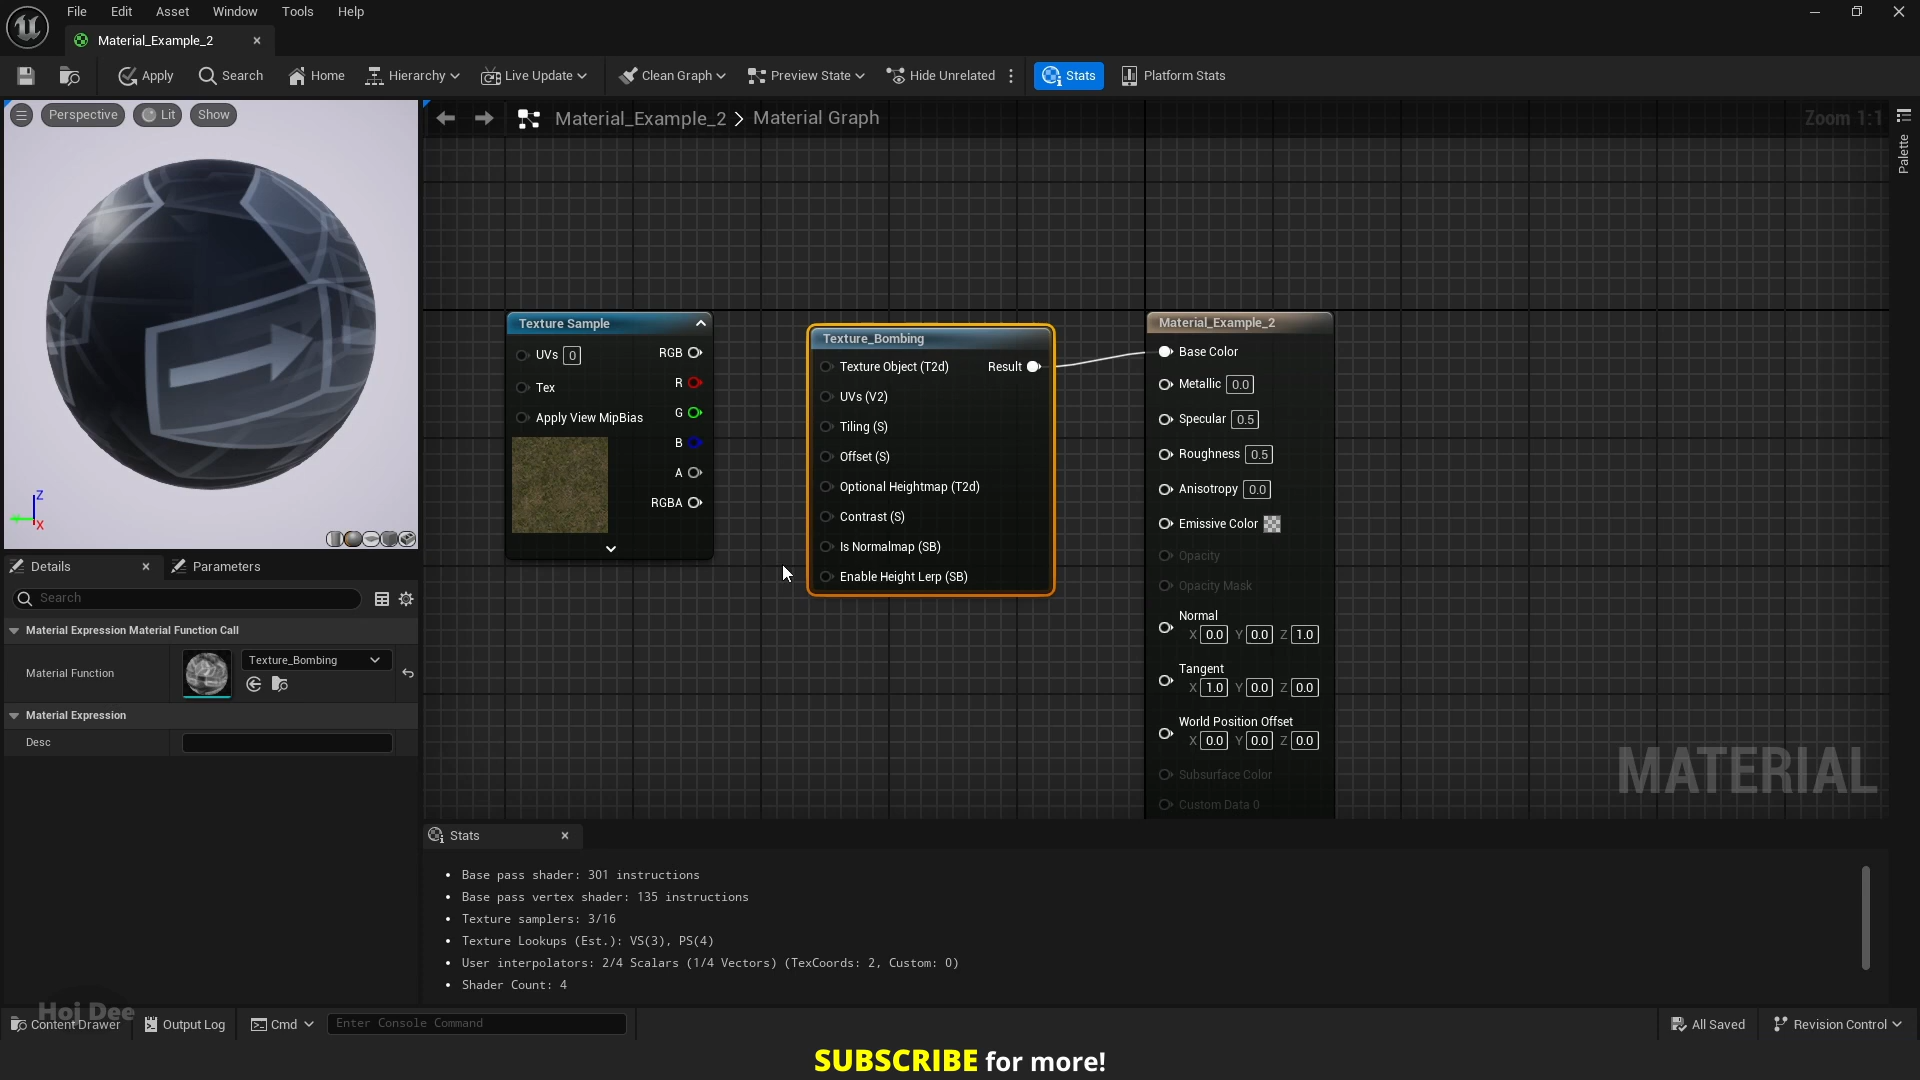 File Edit Asset Window Tools Help
Material_Example_2
Apply Search Home Hierarchy Live Update Clean Graph Preview State Hide Unrelated Stats Platform Stats
Perspective Lit Show
Material_Example_2 > Material Graph
Zoom 1:1
Palette
Texture Sample
UVs 0 RGB
Tex R
Apply View MipBias G
B
A
RGBA
Texture_Bombing
Texture Object (T2d) Result
UVs (V2)
Tiling (S)
Offset (S)
Optional Heightmap (T2d)
Contrast (S)
Is Normalmap (SB)
Enable Height Lerp (SB)
Material_Example_2
Base Color
Metallic 0.0
Specular 0.5
Roughness 0.5
Anisotropy 0.0
Emissive Color
Opacity
Opacity Mask
Normal
X 0.0 Y 0.0 Z 1.0
Tangent
X 1.0 Y 0.0 Z 0.0
World Position Offset
X 0.0 Y 0.0 Z 0.0
Subsurface Color
Custom Data 0
MATERIAL
Z
X
Details Parameters
Search
Material Expression Material Function Call
Material Function Texture_Bombing
Material Expression
Desc
Stats
• Base pass shader: 301 instructions
• Base pass vertex shader: 135 instructions
• Texture samplers: 3/16
• Texture Lookups (Est.): VS(3), PS(4)
• User interpolators: 2/4 Scalars (1/4 Vectors) (TexCoords: 2, Custom: 0)
• Shader Count: 4
Hoj Dee
Content Drawer Output Log Cmd Enter Console Command All Saved Revision Control
SUBSCRIBE for more!